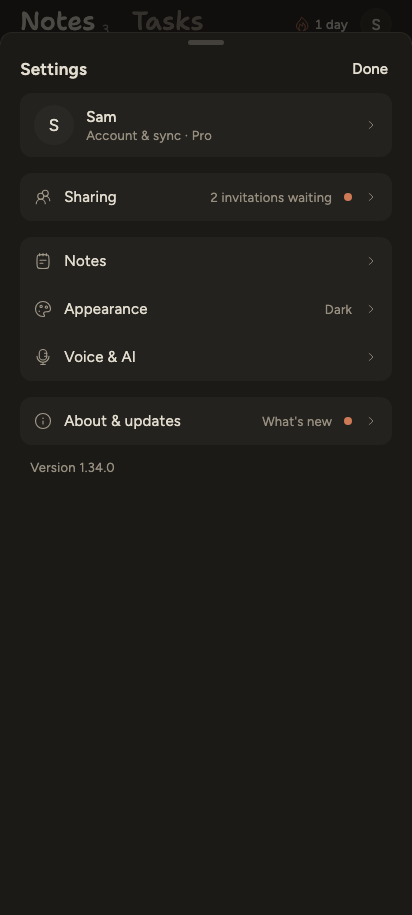 Notes 3 Tasks 1 day S
Settings Done
S Sam
Account & sync · Pro
Sharing 2 invitations waiting
Notes
Appearance Dark
Voice & AI
About & updates What's new
Version 1.34.0